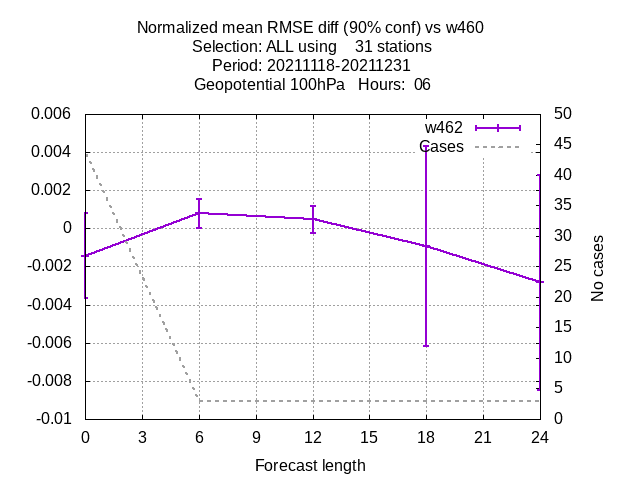 Normalized mean RMSE diff (90% conf) vs w460
Selection: ALL using 31 stations
Period: 20211118-20211231
Geopotential 100hPa Hours: 06
w462
Cases
0.006
0.004
0.002
0
-0.002
-0.004
-0.006
-0.008
-0.01
50
45
40
35
30
25
20
15
10
5
0
No cases
0 3 6 9 12 15 18 21 24
Forecast length